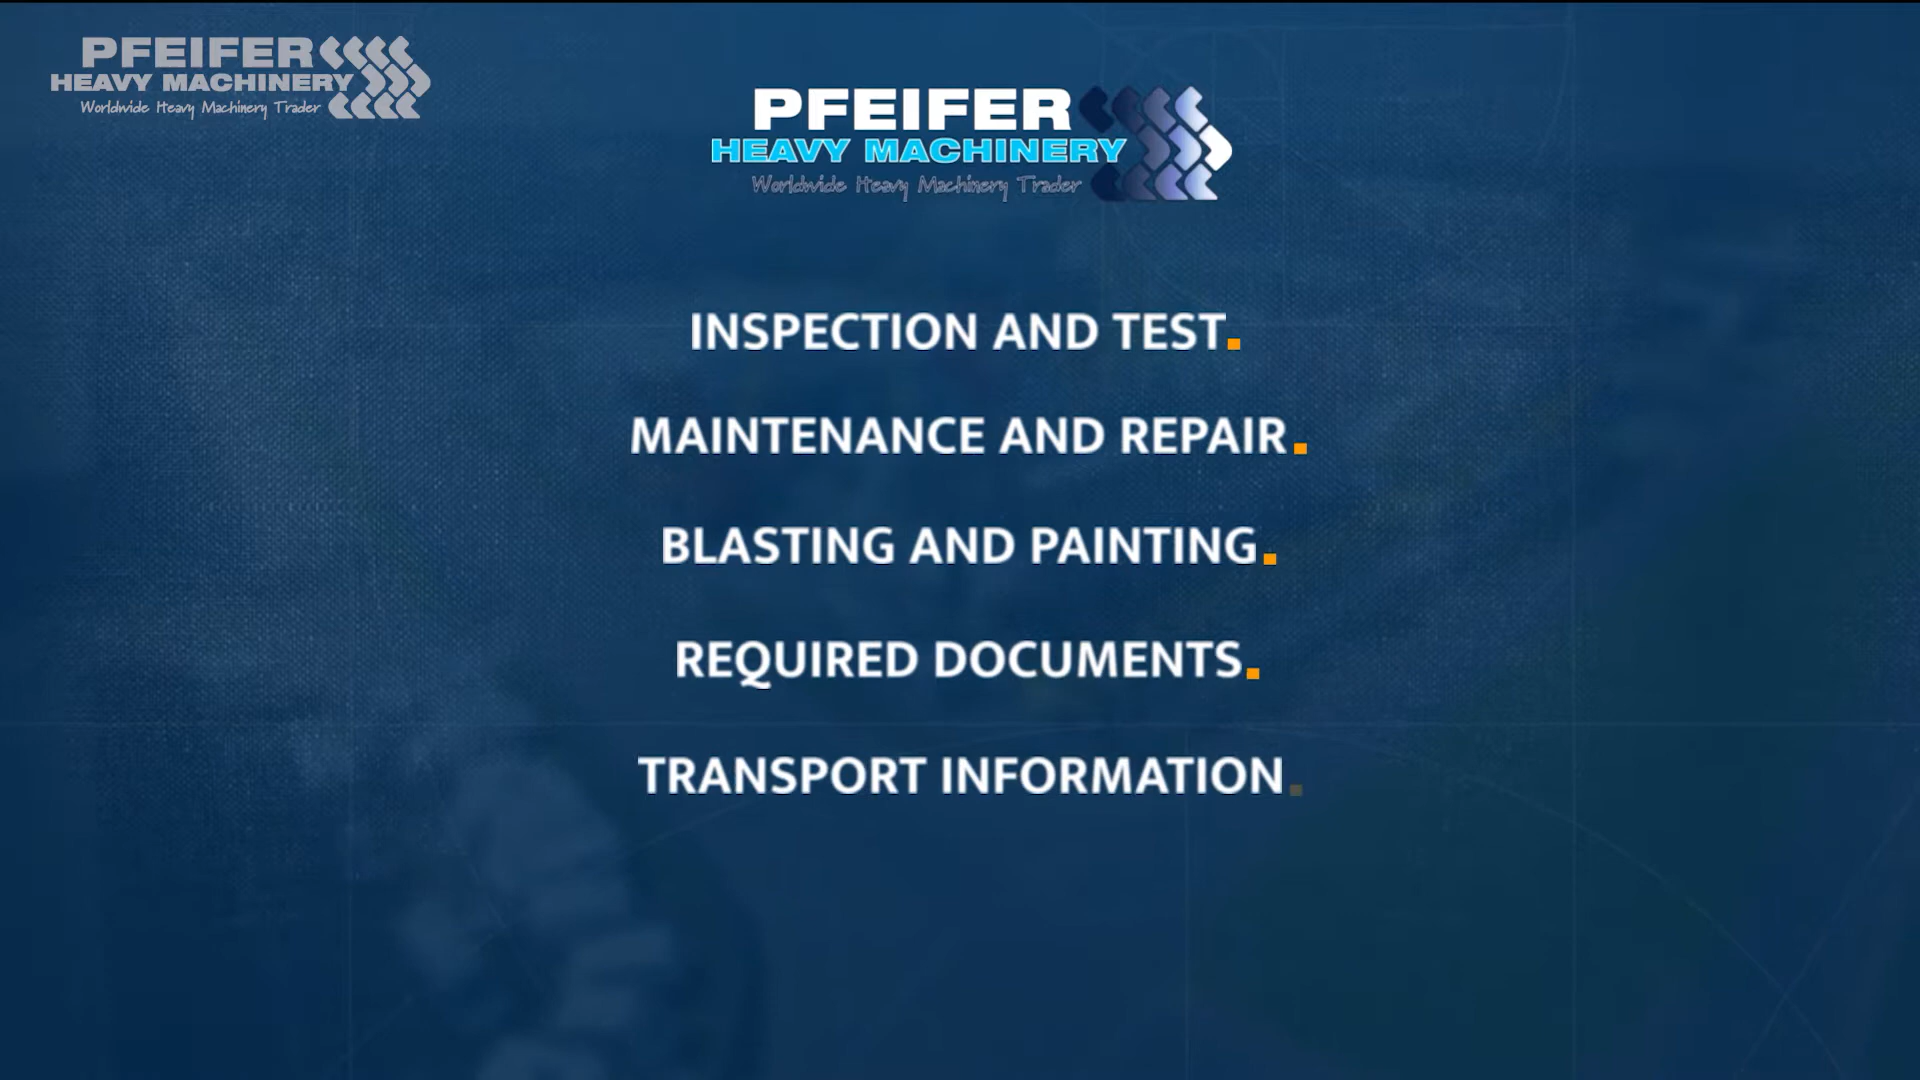 PFEIFER
HEAVY MACHINERY
Worldwide Heavy Machinery Trader
PFEIFER
HEAVY MACHINERY
Worldwide Heavy Machinery Trader
INSPECTION AND TEST.
MAINTENANCE AND REPAIR.
BLASTING AND PAINTING.
REQUIRED DOCUMENTS.
TRANSPORT INFORMATION.